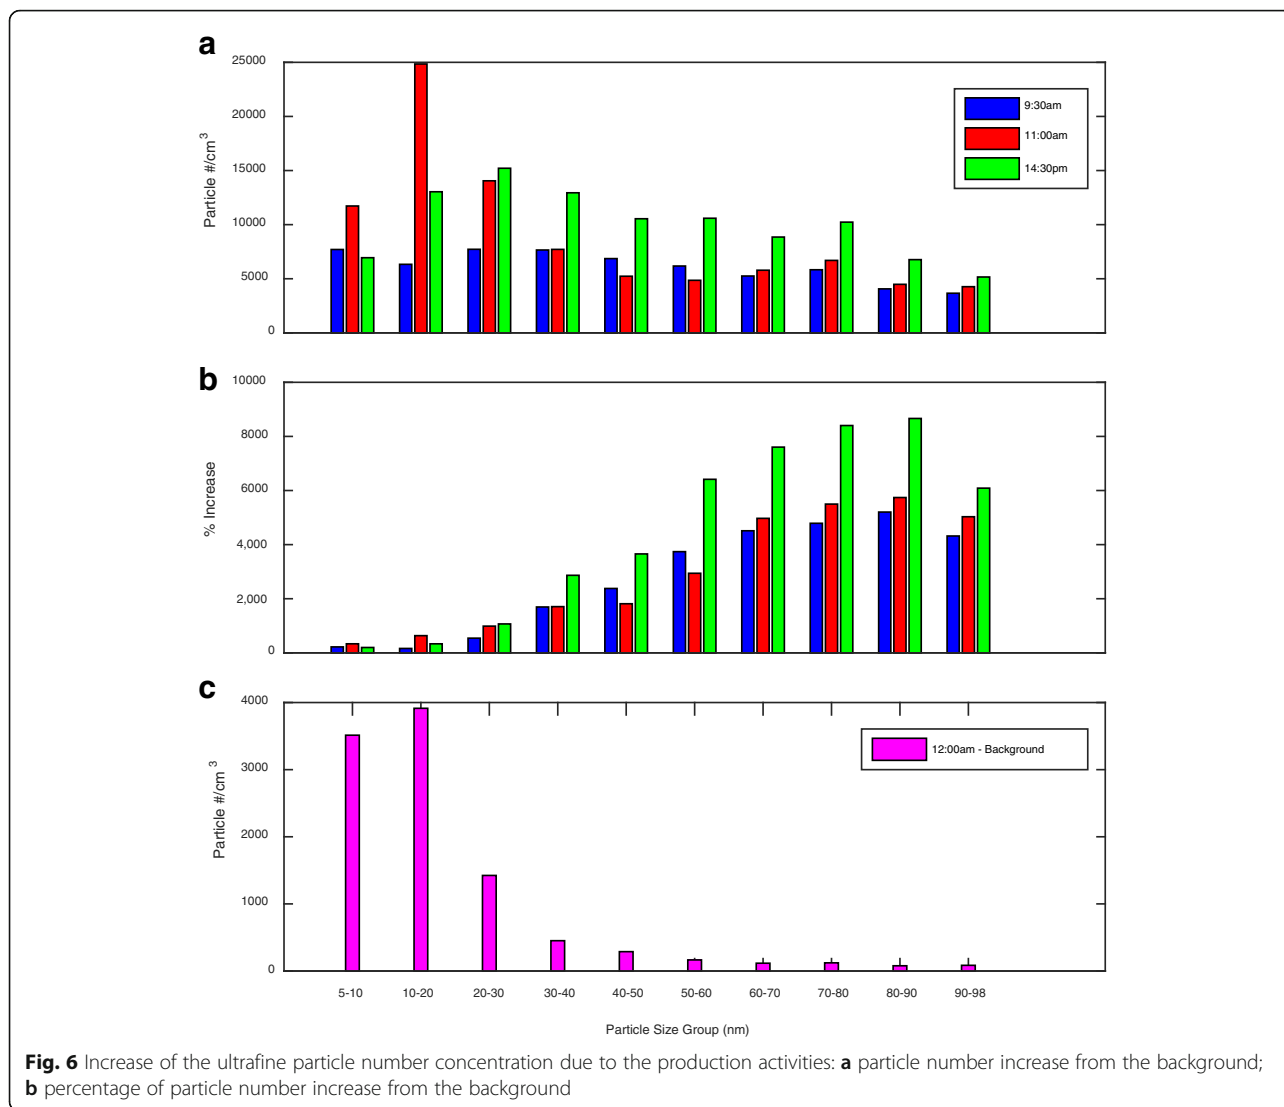 a
25000
20000
15000
10000
5000
0
Particle #/cm3
9:30am
11:00am
14:30pm
b
10000
8000
6000
4,000
2,000
0
% Increase
c
4000
3000
2000
1000
0
Particle #/cm 3
12:00am - Background
5-10 10-20 20-30 30-40 40-50 50-60 60-70 70-80 80-90 90-98
Particle Size Group (nm)
Fig. 6 Increase of the ultrafine particle number concentration due to the production activities: a particle number increase from the background;
b percentage of particle number increase from the background